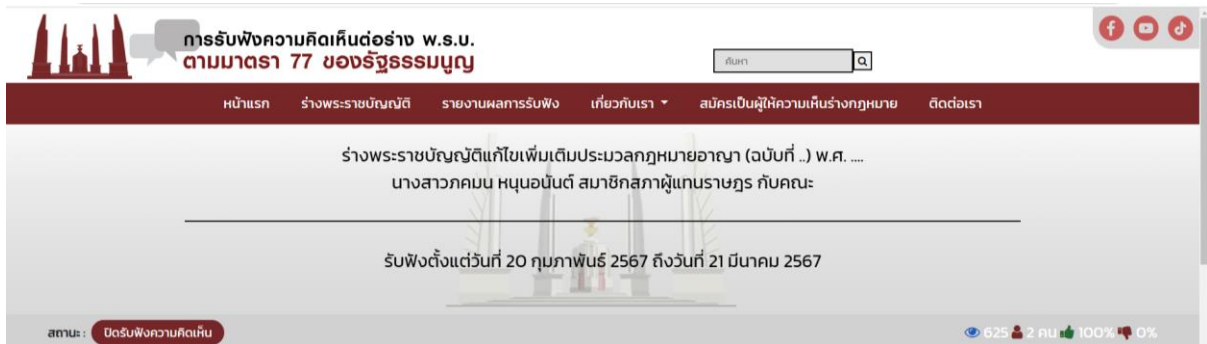 การรับฟังความคิดเห็นต่อร่าง พ.ร.บ.
ตามมาตรา 77 ของรัฐธรรมนูญ
ค้นหา
หน้าแรก ร่างพระราชบัญญัติ รายงานผลการรับฟัง เกี่ยวกับเรา สมัครเป็นผู้ให้ความเห็นร่างกฎหมาย ติดต่อเรา
ร่างพระราชบัญญัติแก้ไขเพิ่มเติมประมวลกฎหมายอาญา (ฉบับที่ ..) พ.ศ. ....
นางสาวภคมน หนุนอนันต์ สมาชิกสภาผู้แทนราษฎร กับคณะ
รับฟังตั้งแต่วันที่ 20 กุมภาพันธ์ 2567 ถึงวันที่ 21 มีนาคม 2567
สถานะ : ปิดรับฟังความคิดเห็น 625 2 คน 100% 0%